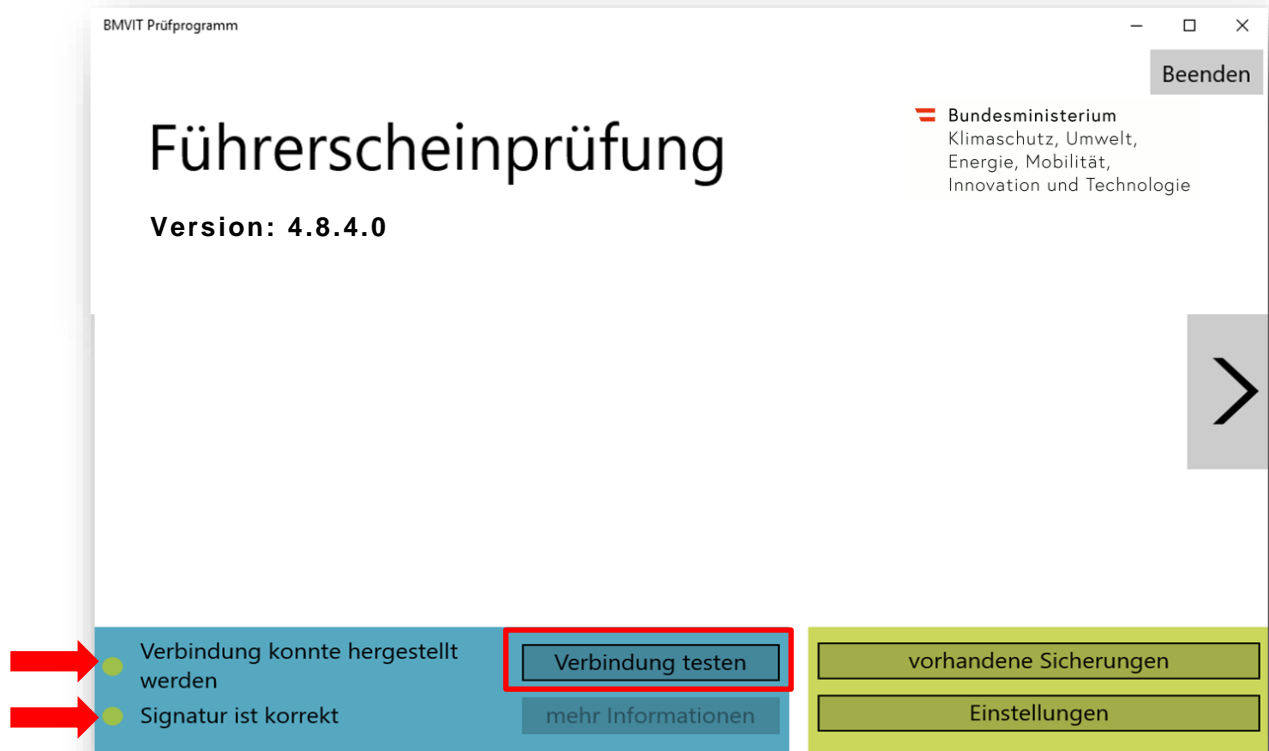 BMVIT Prüfprogramm
Beenden
Führerscheinprüfung
Bundesministerium
Klimaschutz, Umwelt,
Energie, Mobilität,
Innovation und Technologie
Version: 4.8.4.0
Verbindung konnte hergestellt
werden
Verbindung testen
vorhandene Sicherungen
Signatur ist korrekt
mehr Informationen
Einstellungen